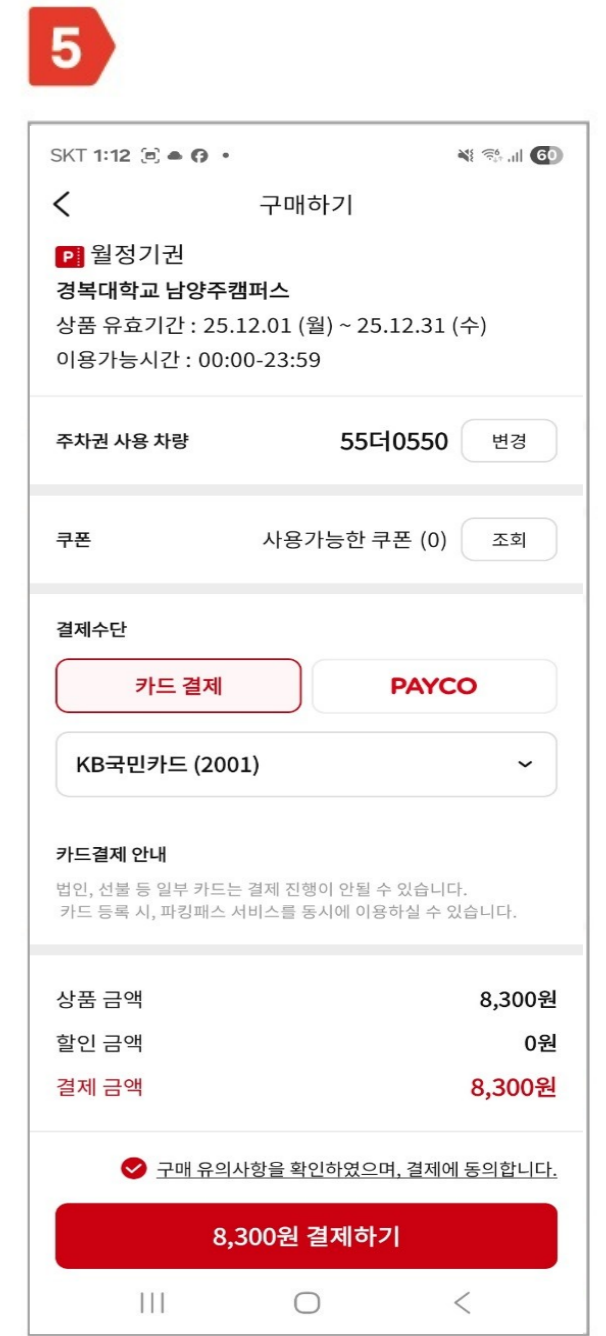 5
SKT 1:12
60
구매하기
P 월정기권
경복대학교 남양주캠퍼스
상품 유효기간 : 25.12.01 (월) ~ 25.12.31 (수)
이용가능시간 : 00:00-23:59
주차권 사용 차량 55더0550 변경
쿠폰 사용가능한 쿠폰 (0) 조회
결제수단
카드 결제 PAYCO
KB국민카드 (2001)
카드결제 안내
법인, 선불 등 일부 카드는 결제 진행이 안될 수 있습니다.
카드 등록 시, 파킹패스 서비스를 동시에 이용하실 수 있습니다.
상품 금액 8,300원
할인 금액 0원
결제 금액 8,300원
구매 유의사항을 확인하였으며, 결제에 동의합니다.
8,300원 결제하기